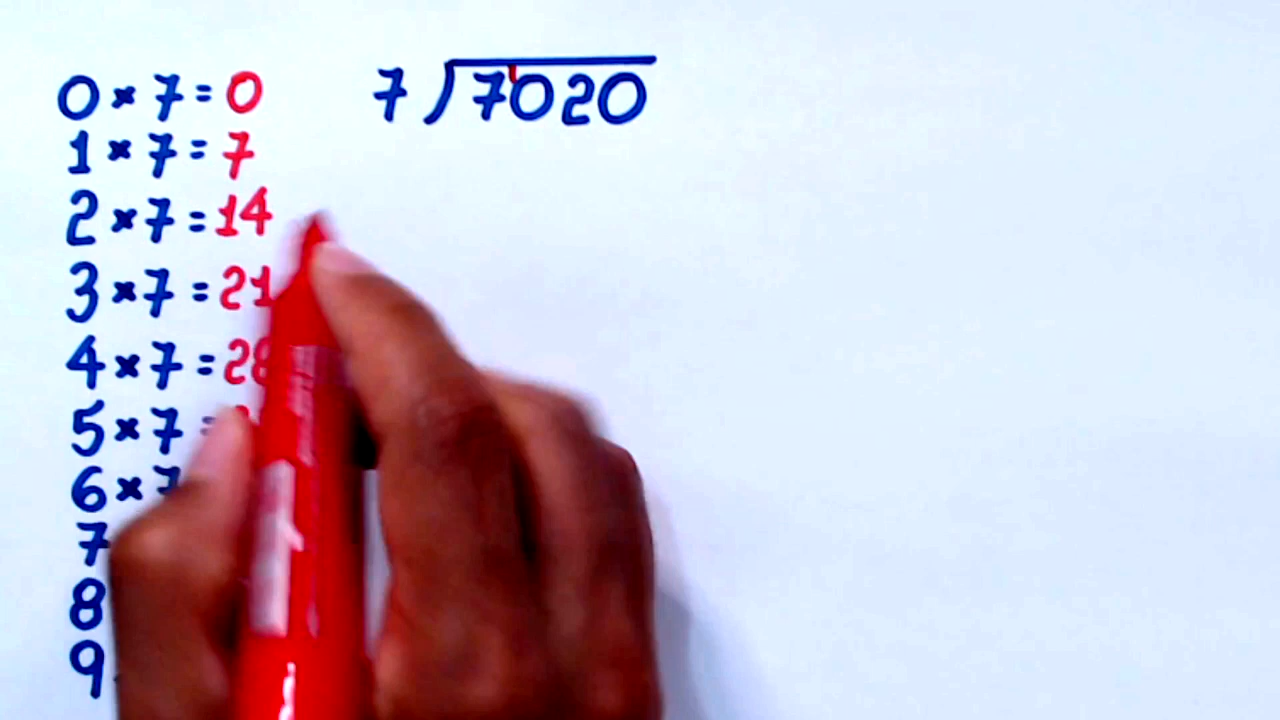 0 × 7 = 0
1 × 7 = 7
2 × 7 = 14
3 × 7 = 21
4 × 7 = 28
5 × 7 =
6 × 7
7
8
9
7 ) 7020